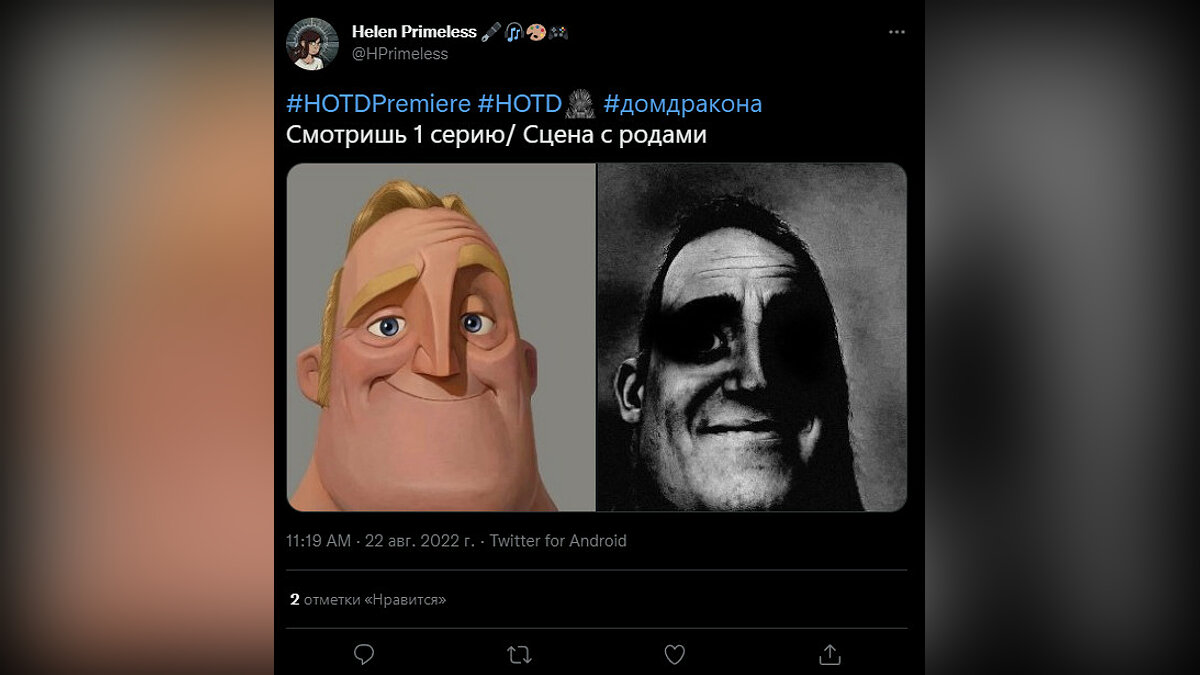 Helen Primeless 🎤🎧🎨🎮
@HPrimeless
#HOTDPremiere #HOTD #домдракона
Смотришь 1 серию/ Сцена с родами
11:19 AM · 22 авг. 2022 г. · Twitter for Android
2 отметки «Нравится»